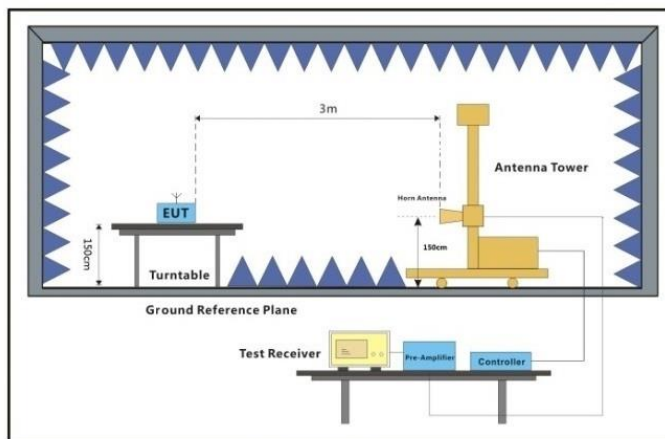 3m
Antenna Tower
Horn Antenna
EUT
150cm
150cm
Turntable
Ground Reference Plane
Test Receiver
Pre-Amplifier
Controller